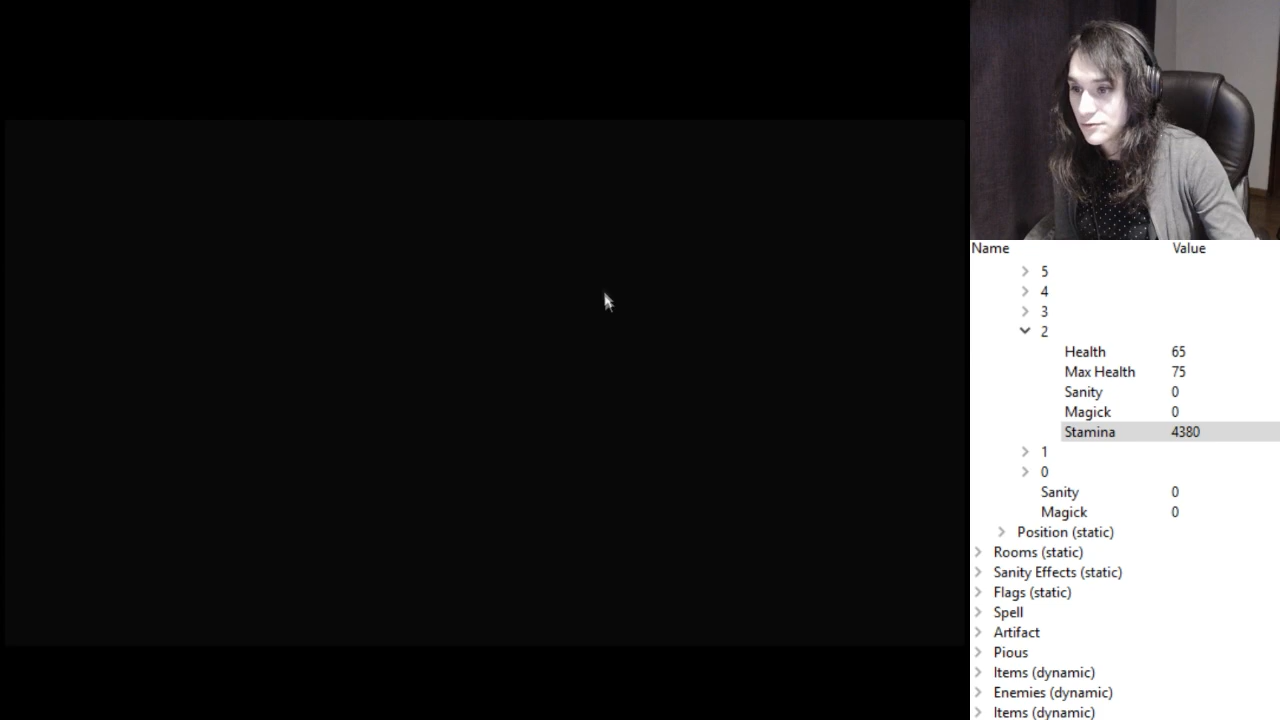 Name Value
5
4
3
2
Health 65
Max Health 75
Sanity 0
Magick 0
Stamina 4380
1
0
Sanity 0
Magick 0
Position (static)
Rooms (static)
Sanity Effects (static)
Flags (static)
Spell
Artifact
Pious
Items (dynamic)
Enemies (dynamic)
Items (dynamic)